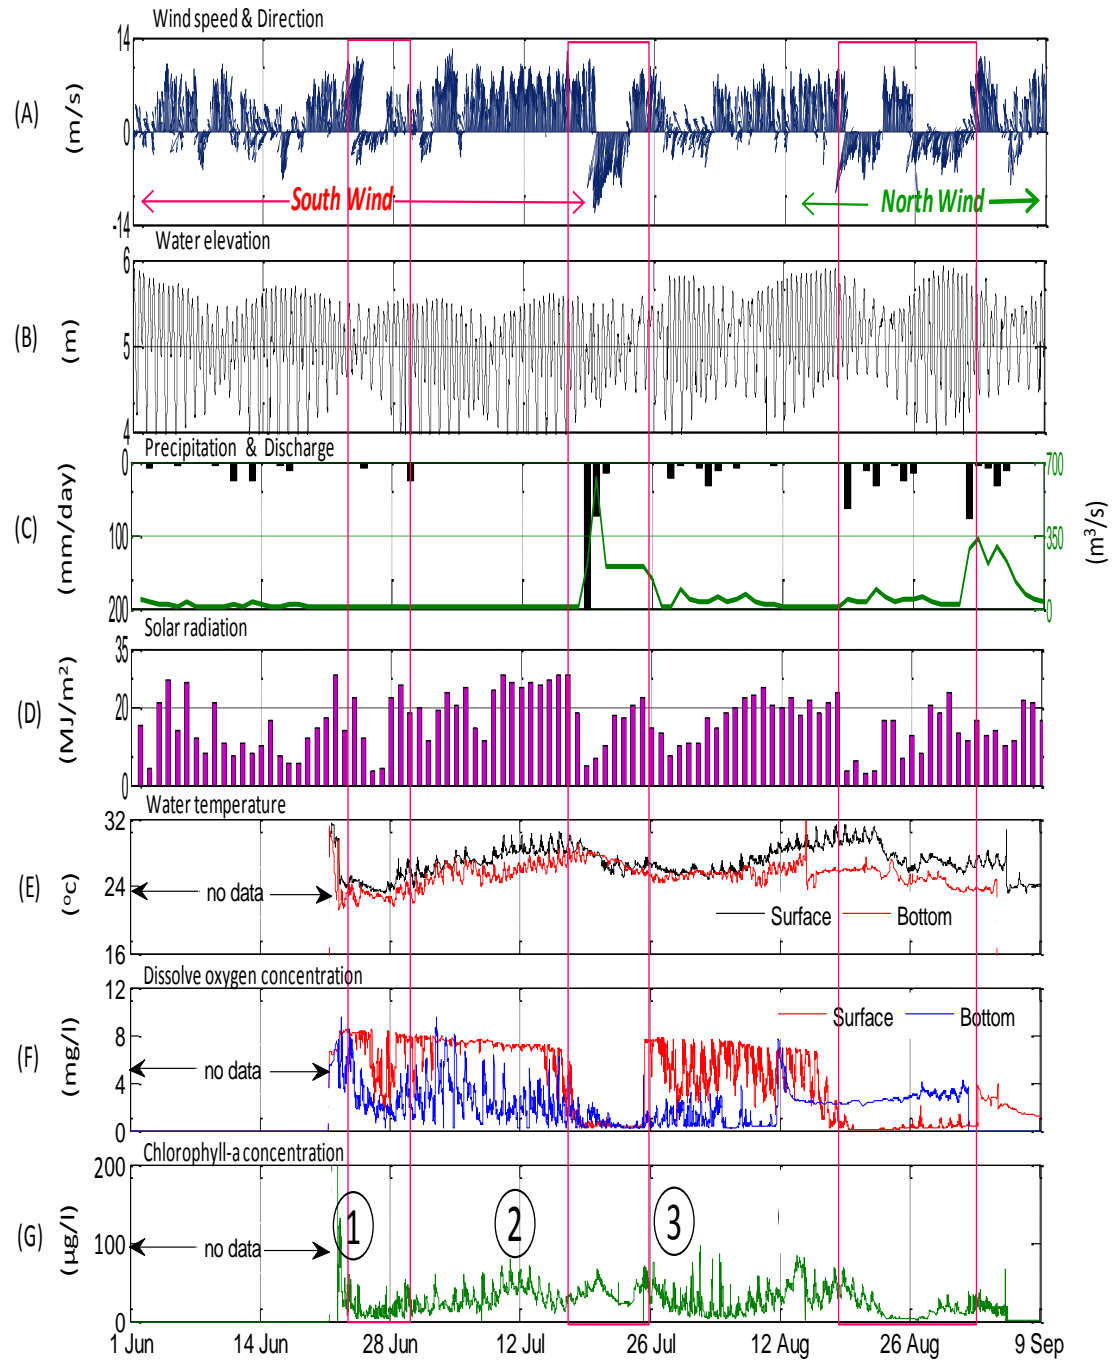 Wind speed & Direction
14
(A)
(m/s)
0
South Wind
North Wind
-14
Water elevation
6
(B)
(m)
5
4
Precipitation & Discharge
0
700
(C)
(mm/day)
100
350
(m³/s)
200
0
Solar radiation
35
(D)
(MJ/m²)
20
0
Water temperature
32
(E)
(°c)
24
no data
Surface
Bottom
16
Dissolve oxygen concentration
12
Surface
Bottom
(F)
(mg/l)
8
no data
4
0
Chlorophyll-a concentration
200
1
2
3
(G)
(µg/l)
100
no data
0
1 Jun
14 Jun
28 Jun
12 Jul
26 Jul
12 Aug
26 Aug
9 Sep